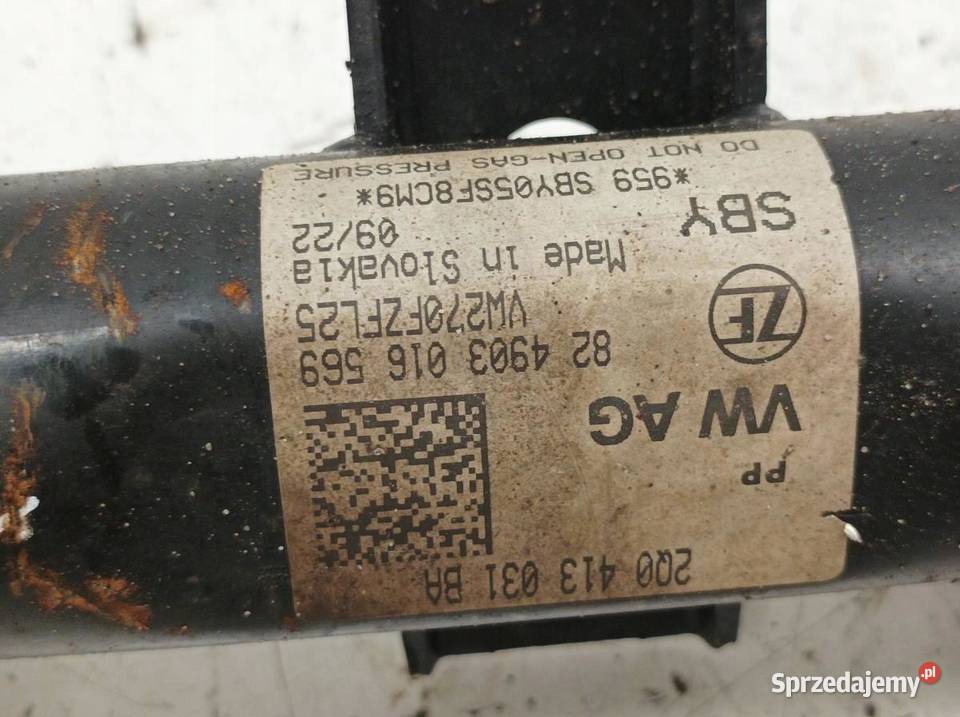 2Q0 413 031 BA
PP
VW AG
82 4903 016 569
VW270FZFL25
ZF
Made in Slovakia
SBY 09/22
*959 SBY05SF8CM9*
DO NOT OPEN-GAS PRESSURE
Sprzedajemy.pl